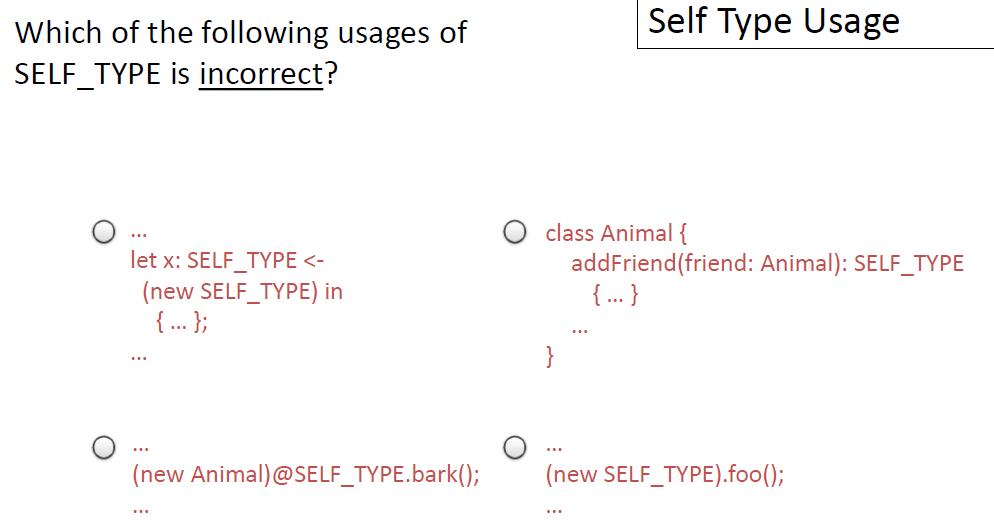 Which of the following usages of
SELF_TYPE is incorrect?
Self Type Usage
...
let x: SELF_TYPE <-
(new SELF_TYPE) in
{ ... };
...
class Animal {
addFriend(friend: Animal): SELF_TYPE
{ ... }
...
}
...
(new Animal)@SELF_TYPE.bark();
...
...
(new SELF_TYPE).foo();
...